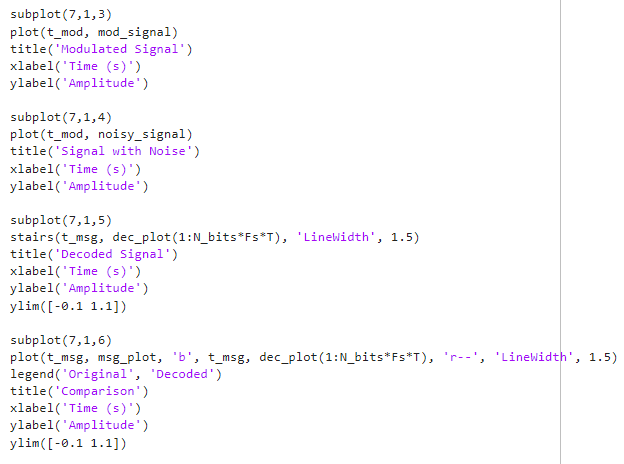 subplot(7,1,3)
plot(t_mod, mod_signal)
title('Modulated Signal')
xlabel('Time (s)')
ylabel('Amplitude')
subplot(7,1,4)
plot(t_mod, noisy_signal)
title('Signal with Noise')
xlabel('Time (s)')
ylabel('Amplitude')
subplot(7,1,5)
stairs(t_msg, dec_plot(1:N_bits*Fs*T), 'LineWidth', 1.5)
title('Decoded Signal')
xlabel('Time (s)')
ylabel('Amplitude')
ylim([-0.1 1.1])
subplot(7,1,6)
plot(t_msg, msg_plot, 'b', t_msg, dec_plot(1:N_bits*Fs*T), 'r--', 'LineWidth', 1.5)
legend('Original', 'Decoded')
title('Comparison')
xlabel('Time (s)')
ylabel('Amplitude')
ylim([-0.1 1.1])